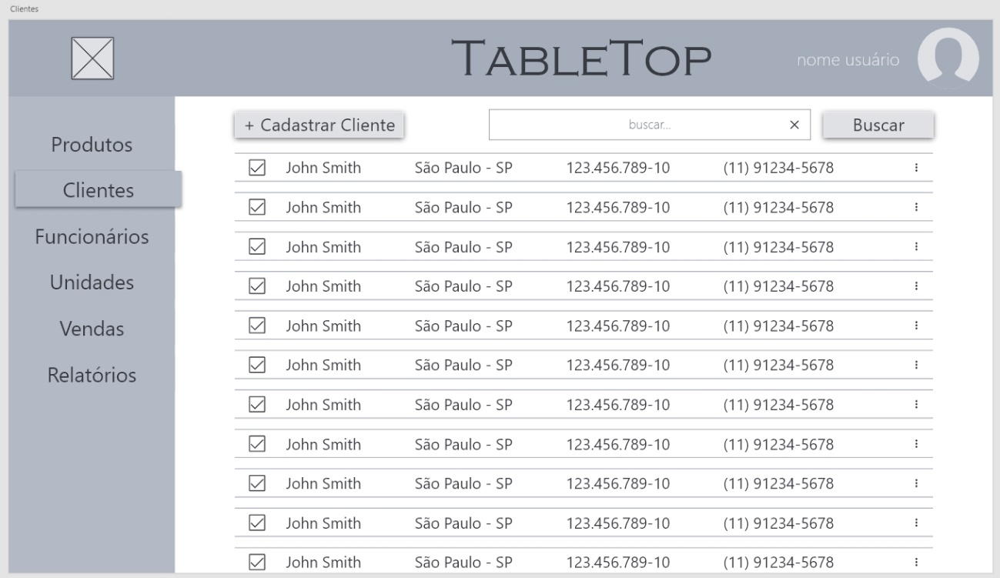 Clientes
TableTop
nome usuário
Produtos
Clientes
Funcionários
Unidades
Vendas
Relatórios
+ Cadastrar Cliente
buscar...
Buscar
John Smith São Paulo - SP 123.456.789-10 (11) 91234-5678
John Smith São Paulo - SP 123.456.789-10 (11) 91234-5678
John Smith São Paulo - SP 123.456.789-10 (11) 91234-5678
John Smith São Paulo - SP 123.456.789-10 (11) 91234-5678
John Smith São Paulo - SP 123.456.789-10 (11) 91234-5678
John Smith São Paulo - SP 123.456.789-10 (11) 91234-5678
John Smith São Paulo - SP 123.456.789-10 (11) 91234-5678
John Smith São Paulo - SP 123.456.789-10 (11) 91234-5678
John Smith São Paulo - SP 123.456.789-10 (11) 91234-5678
John Smith São Paulo - SP 123.456.789-10 (11) 91234-5678
John Smith São Paulo - SP 123.456.789-10 (11) 91234-5678